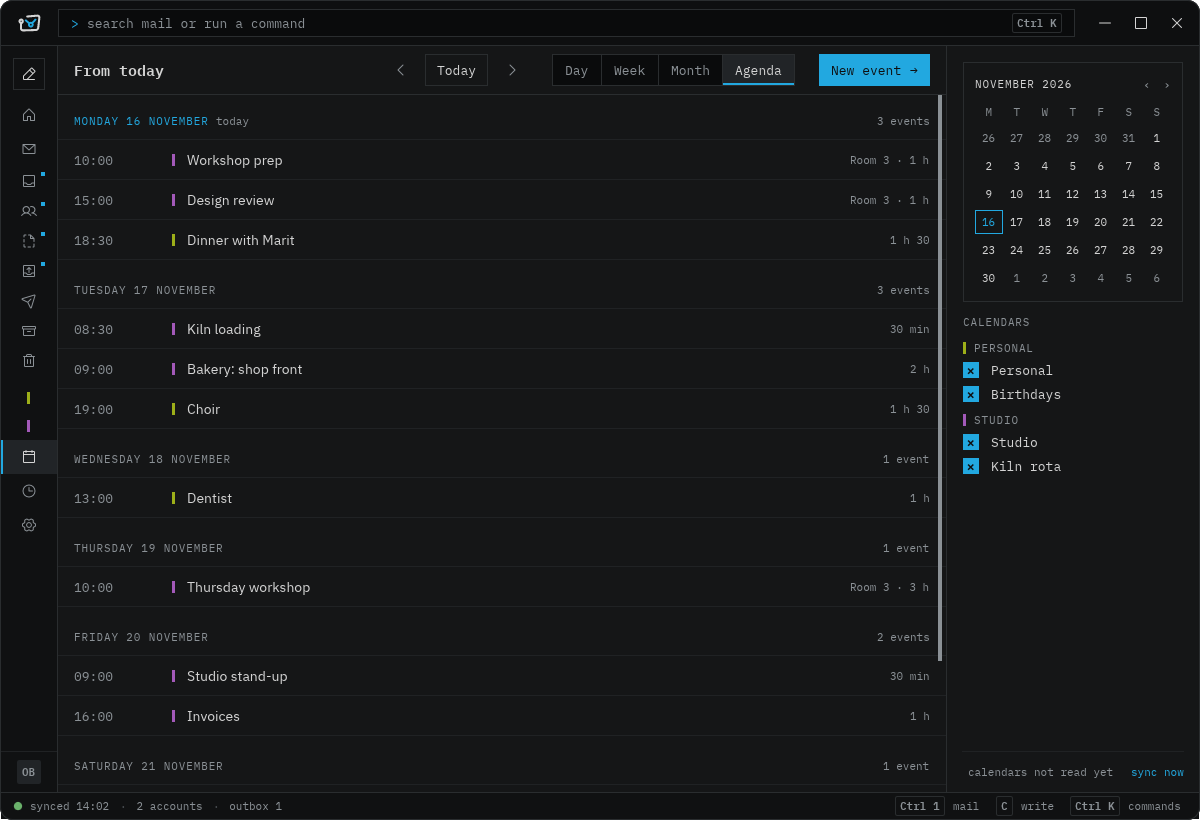 > search mail or run a command Ctrl K
From today Today Day Week Month Agenda New event →
MONDAY 16 NOVEMBER today 3 events
10:00 Workshop prep Room 3 · 1 h
15:00 Design review Room 3 · 1 h
18:30 Dinner with Marit 1 h 30
TUESDAY 17 NOVEMBER 3 events
08:30 Kiln loading 30 min
09:00 Bakery: shop front 2 h
19:00 Choir 1 h 30
WEDNESDAY 18 NOVEMBER 1 event
13:00 Dentist 1 h
THURSDAY 19 NOVEMBER 1 event
10:00 Thursday workshop Room 3 · 3 h
FRIDAY 20 NOVEMBER 2 events
09:00 Studio stand-up 30 min
16:00 Invoices 1 h
SATURDAY 21 NOVEMBER 1 event
NOVEMBER 2026 ‹ ›
M T W T F S S
26 27 28 29 30 31 1
2 3 4 5 6 7 8
9 10 11 12 13 14 15
16 17 18 19 20 21 22
23 24 25 26 27 28 29
30 1 2 3 4 5 6
CALENDARS
PERSONAL
Personal
Birthdays
STUDIO
Studio
Kiln rota
calendars not read yet sync now
OB
synced 14:02 · 2 accounts · outbox 1 Ctrl 1 mail C write Ctrl K commands